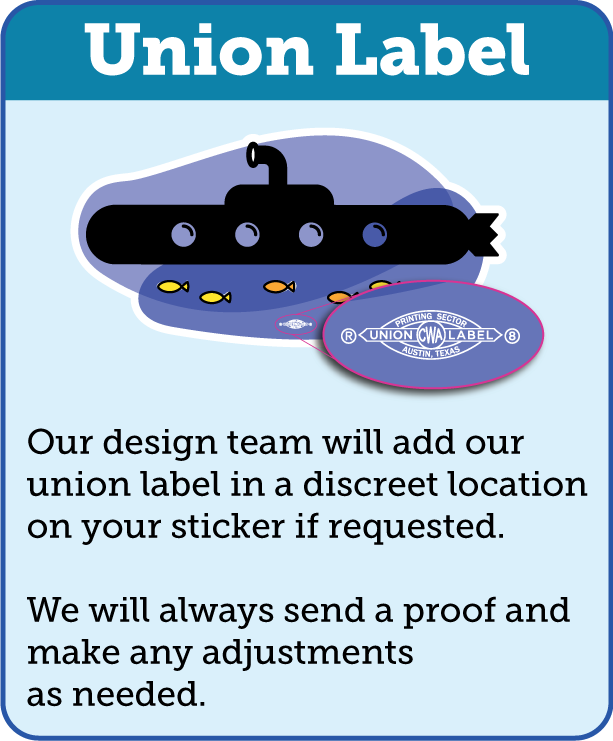 Union Label
PRINTING SECTOR
® UNION CWA LABEL 8
AUSTIN, TEXAS
Our design team will add our
union label in a discreet location
on your sticker if requested.
We will always send a proof and
make any adjustments
as needed.